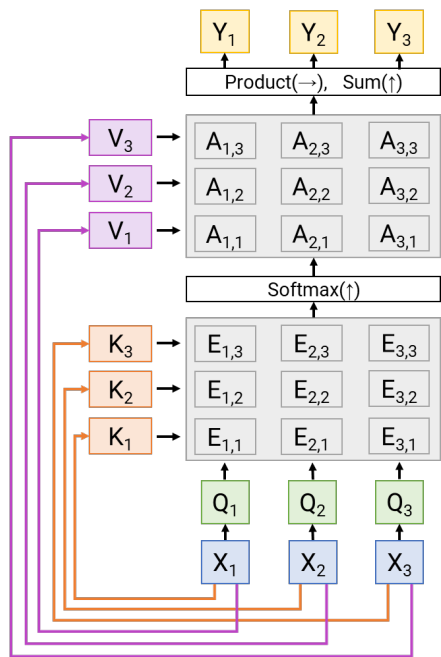 Y1 Y2 Y3
Product(→), Sum(↑)
V3 A1,3 A2,3 A3,3
V2 A1,2 A2,2 A3,2
V1 A1,1 A2,1 A3,1
Softmax(↑)
K3 E1,3 E2,3 E3,3
K2 E1,2 E2,2 E3,2
K1 E1,1 E2,1 E3,1
Q1 Q2 Q3
X1 X2 X3